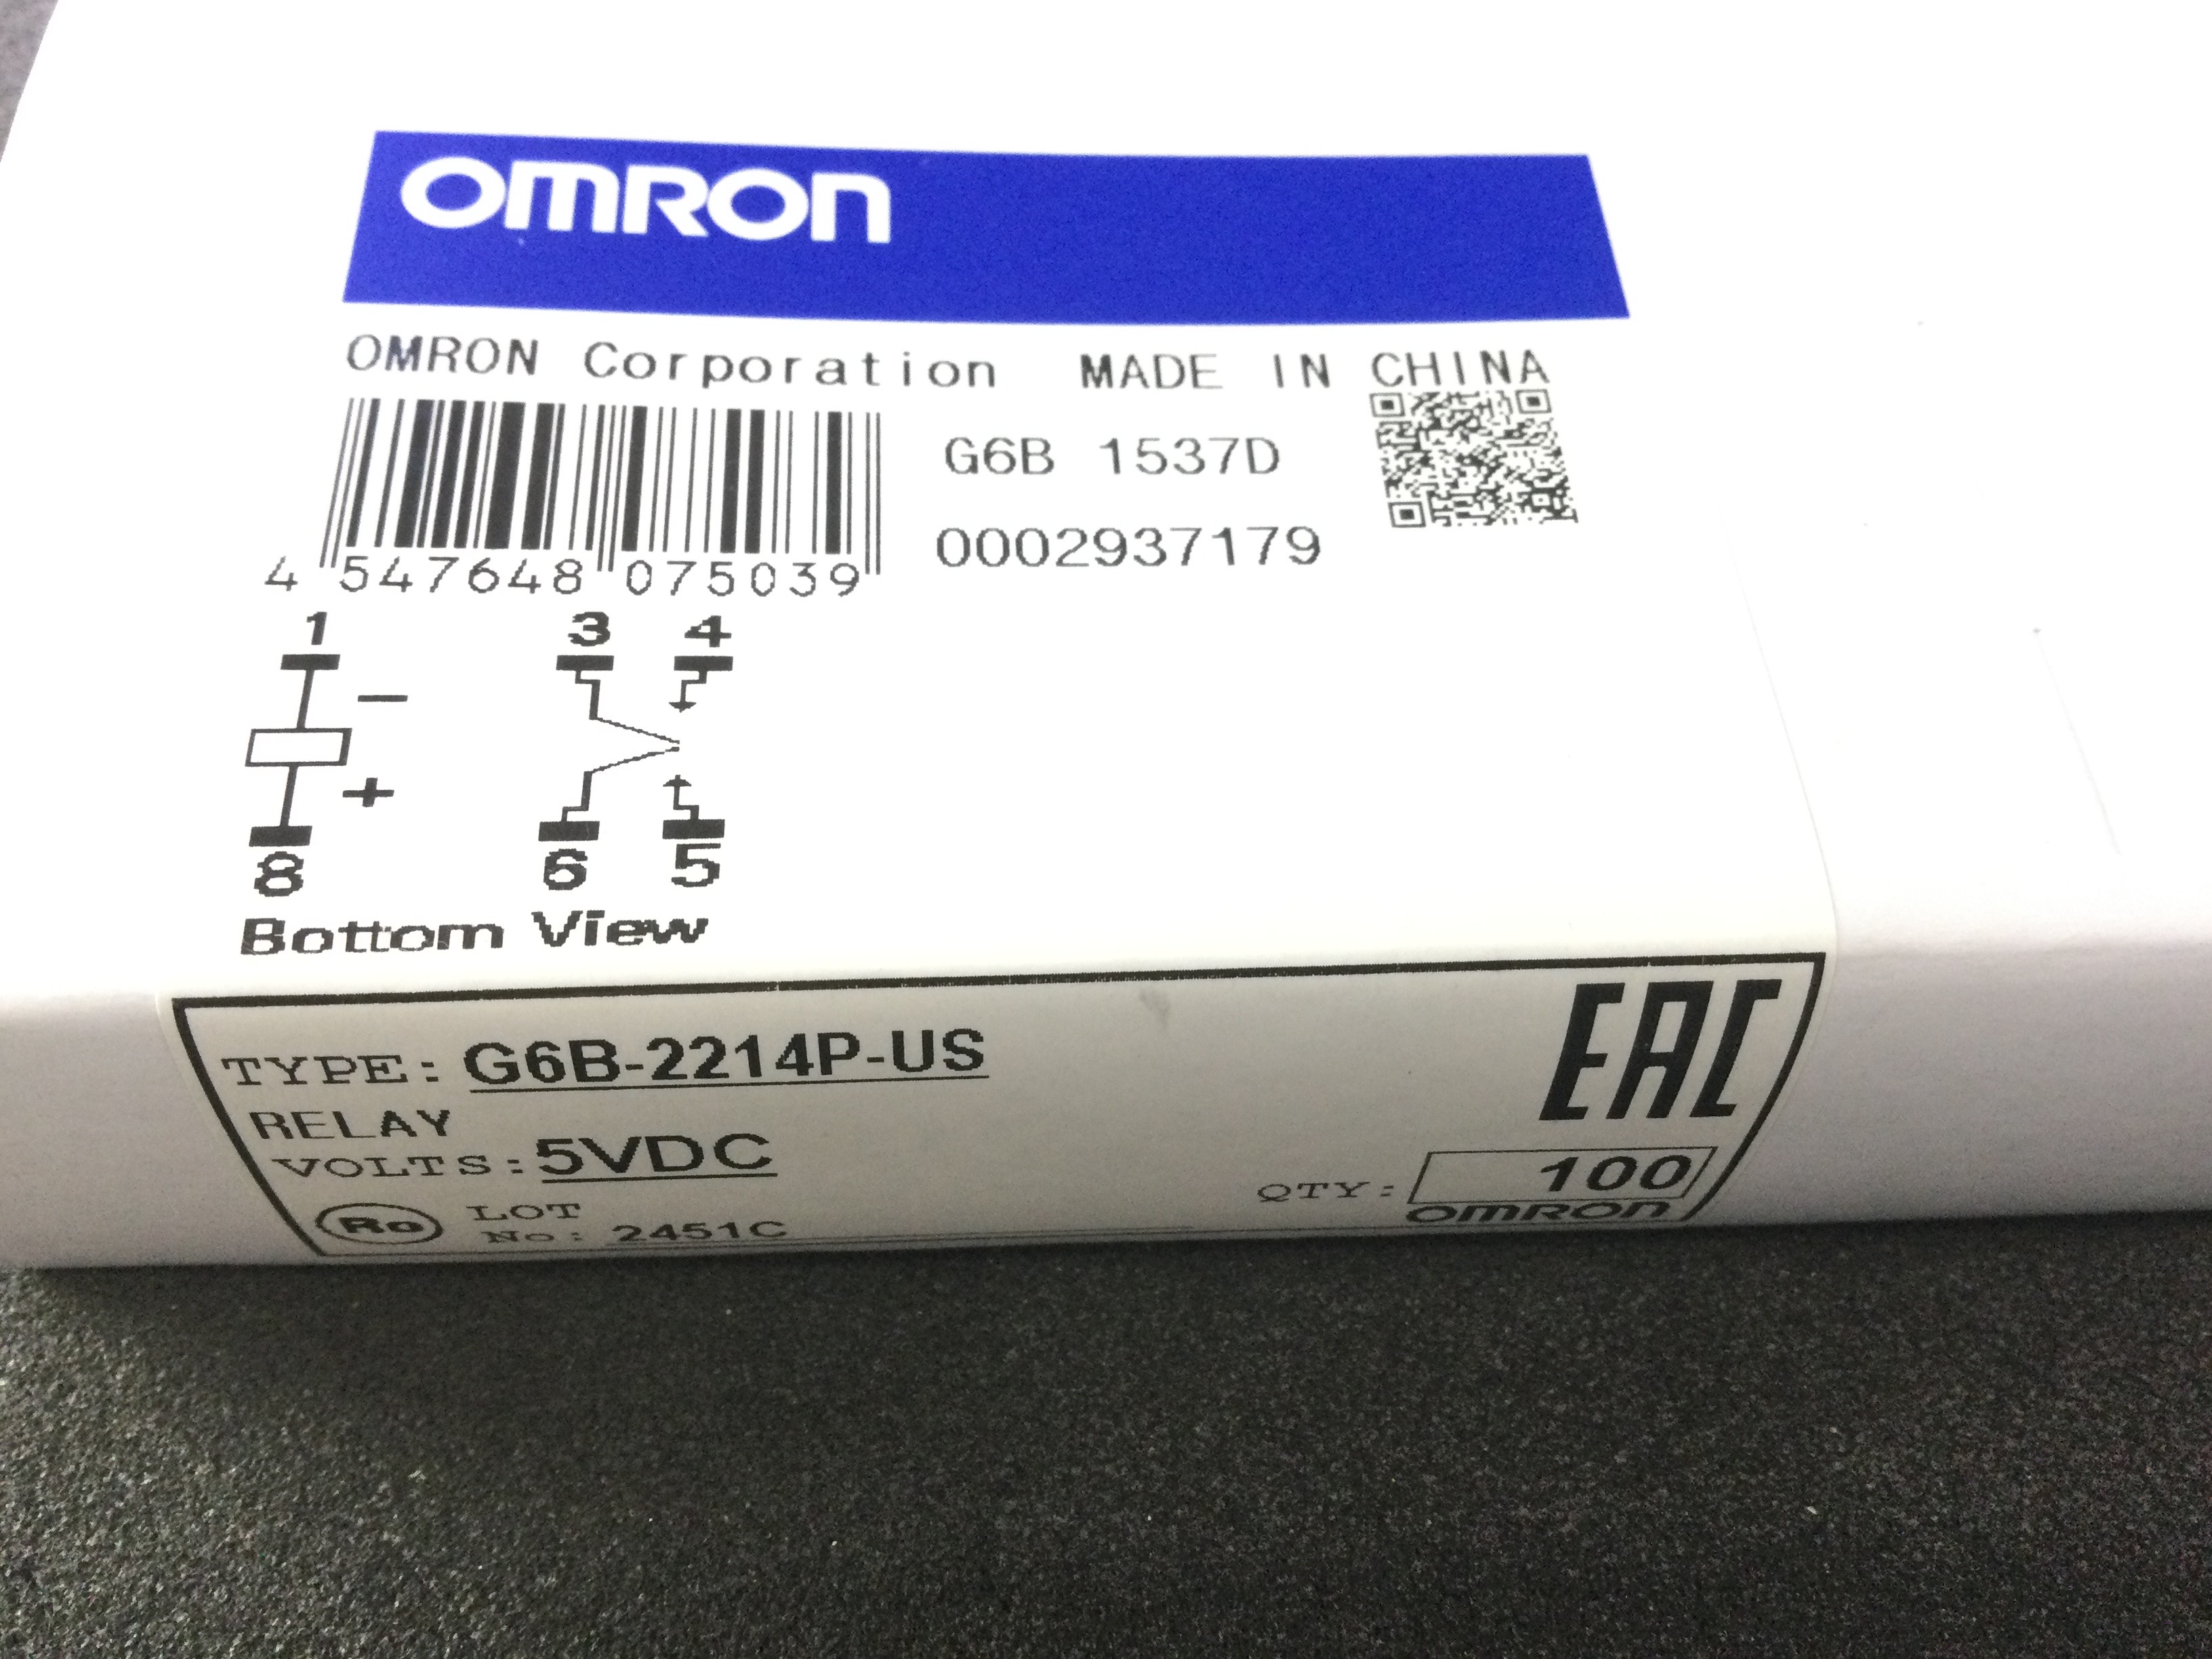 OMRON
OMRON Corporation MADE IN CHINA
G6B 1537D
0002937179
4 547648 075039
1 3 4
−
+
8 6 5
Bottom View
TYPE: G6B-2214P-US
EAC
RELAY
VOLTS: 5VDC
QTY: 100
Ro LOT
No: 2451C
OMRON